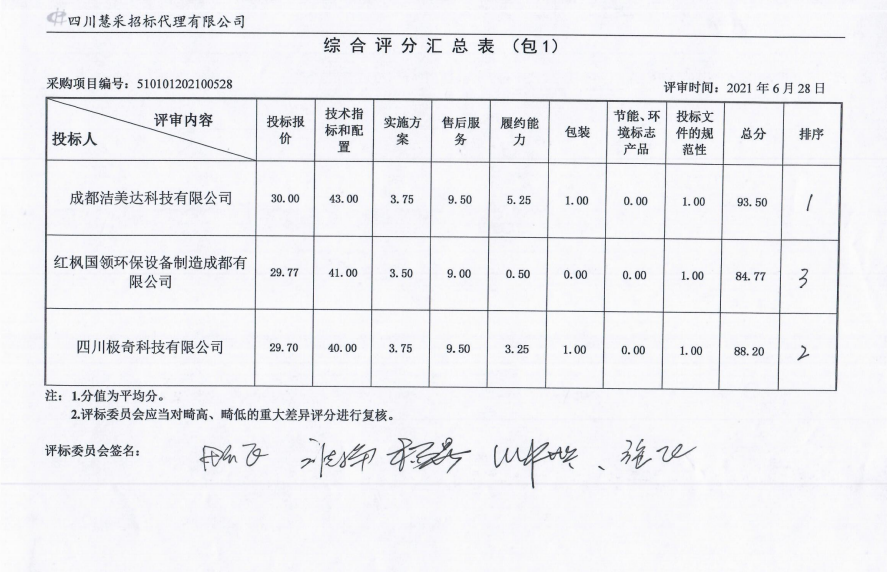 四川慧采招标代理有限公司
综合评分汇总表（包1）
采购项目编号：510101202100528 评审时间：2021 年 6 月 28 日
评审内容 投标人 投标报价 技术指标和配置 实施方案 售后服务 履约能力 包装 节能、环境标志产品 投标文件的规范性 总分 排序
成都洁美达科技有限公司 30.00 43.00 3.75 9.50 5.25 1.00 0.00 1.00 93.50 1
红枫国领环保设备制造成都有限公司 29.77 41.00 3.50 9.00 0.50 0.00 0.00 1.00 84.77 3
四川极奇科技有限公司 29.70 40.00 3.75 9.50 3.25 1.00 0.00 1.00 88.20 2
注：1.分值为平均分。
2.评标委员会应当对畸高、畸低的重大差异评分进行复核。
评标委员会签名：